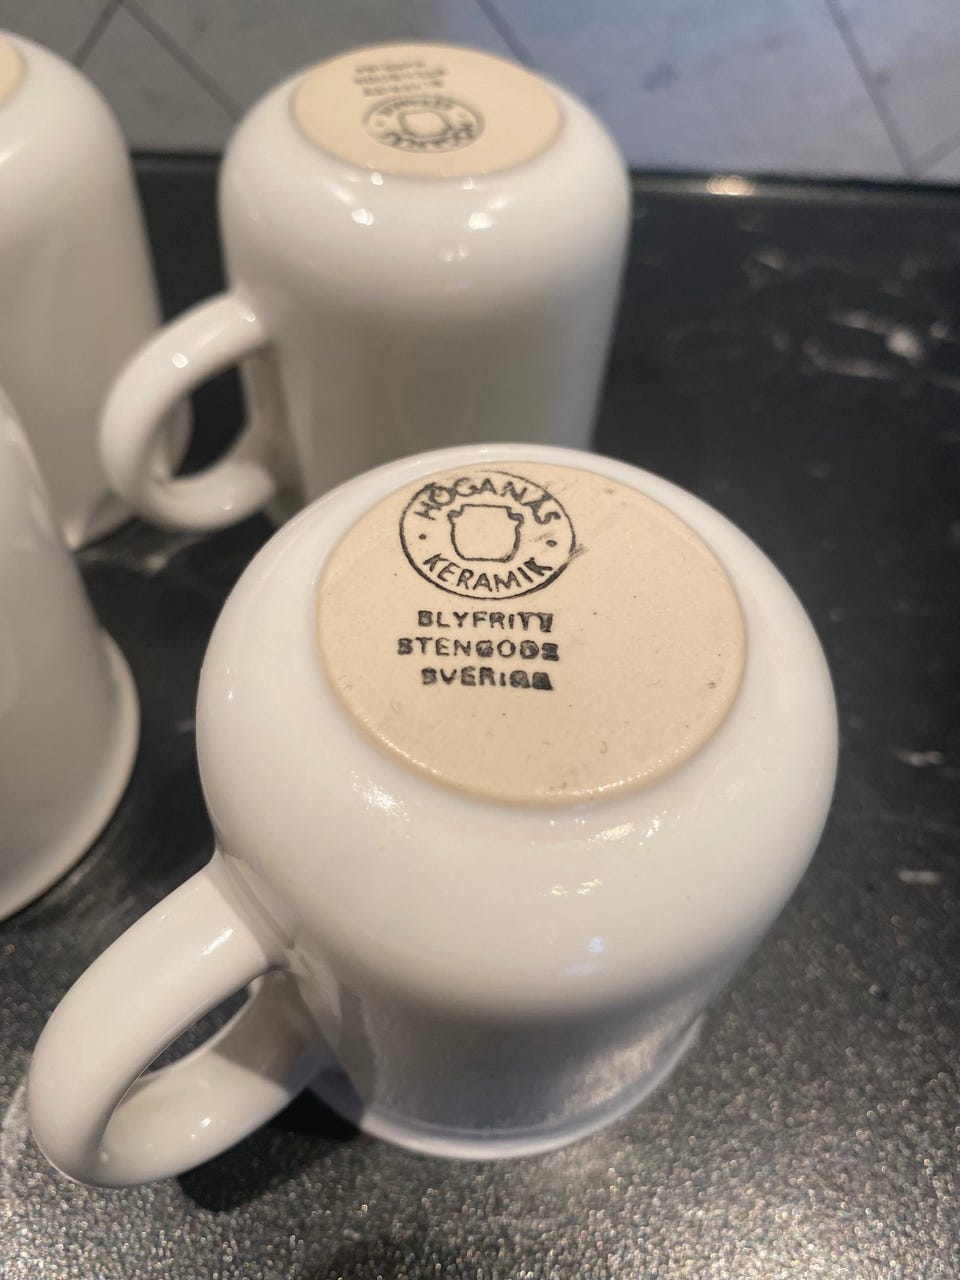 HÖGANÄS
KERAMIK
BLYFRITT
STENGODS
SVERIGE